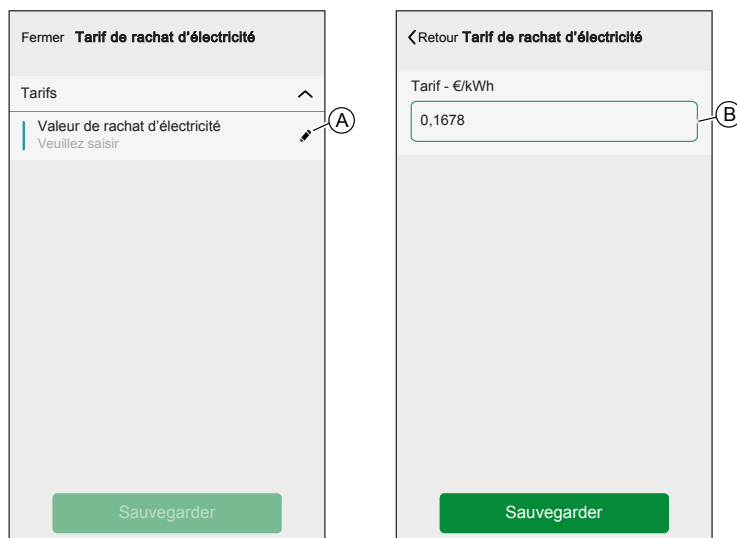 Fermer Tarif de rachat d'électricité
Tarifs
Valeur de rachat d'électricité
Veuillez saisir
A
Sauvegarder
Retour Tarif de rachat d'électricité
Tarif - €/kWh
0,1678
B
Sauvegarder